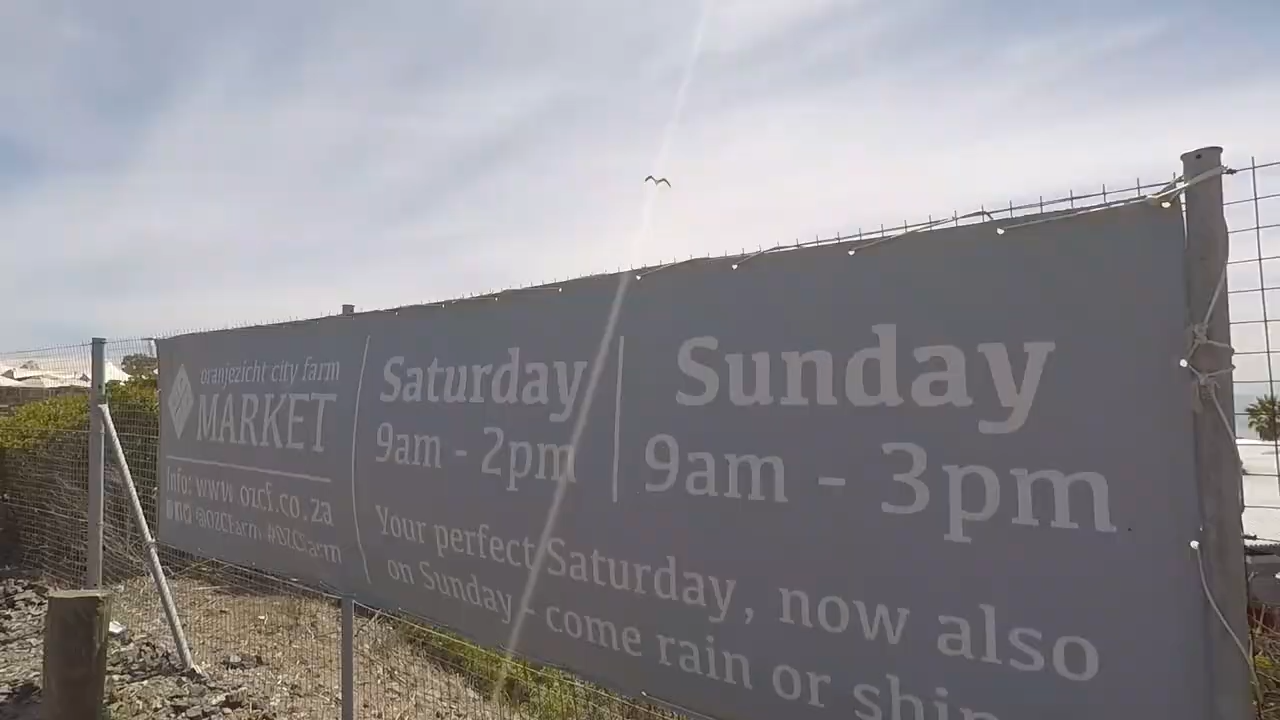 oranjezicht city farm
MARKET
Info: www.ozcf.co.za
@OZCFarm #OZCFarm
Saturday
9am - 2pm
Sunday
9am - 3pm
Your perfect Saturday, now also
on Sunday - come rain or